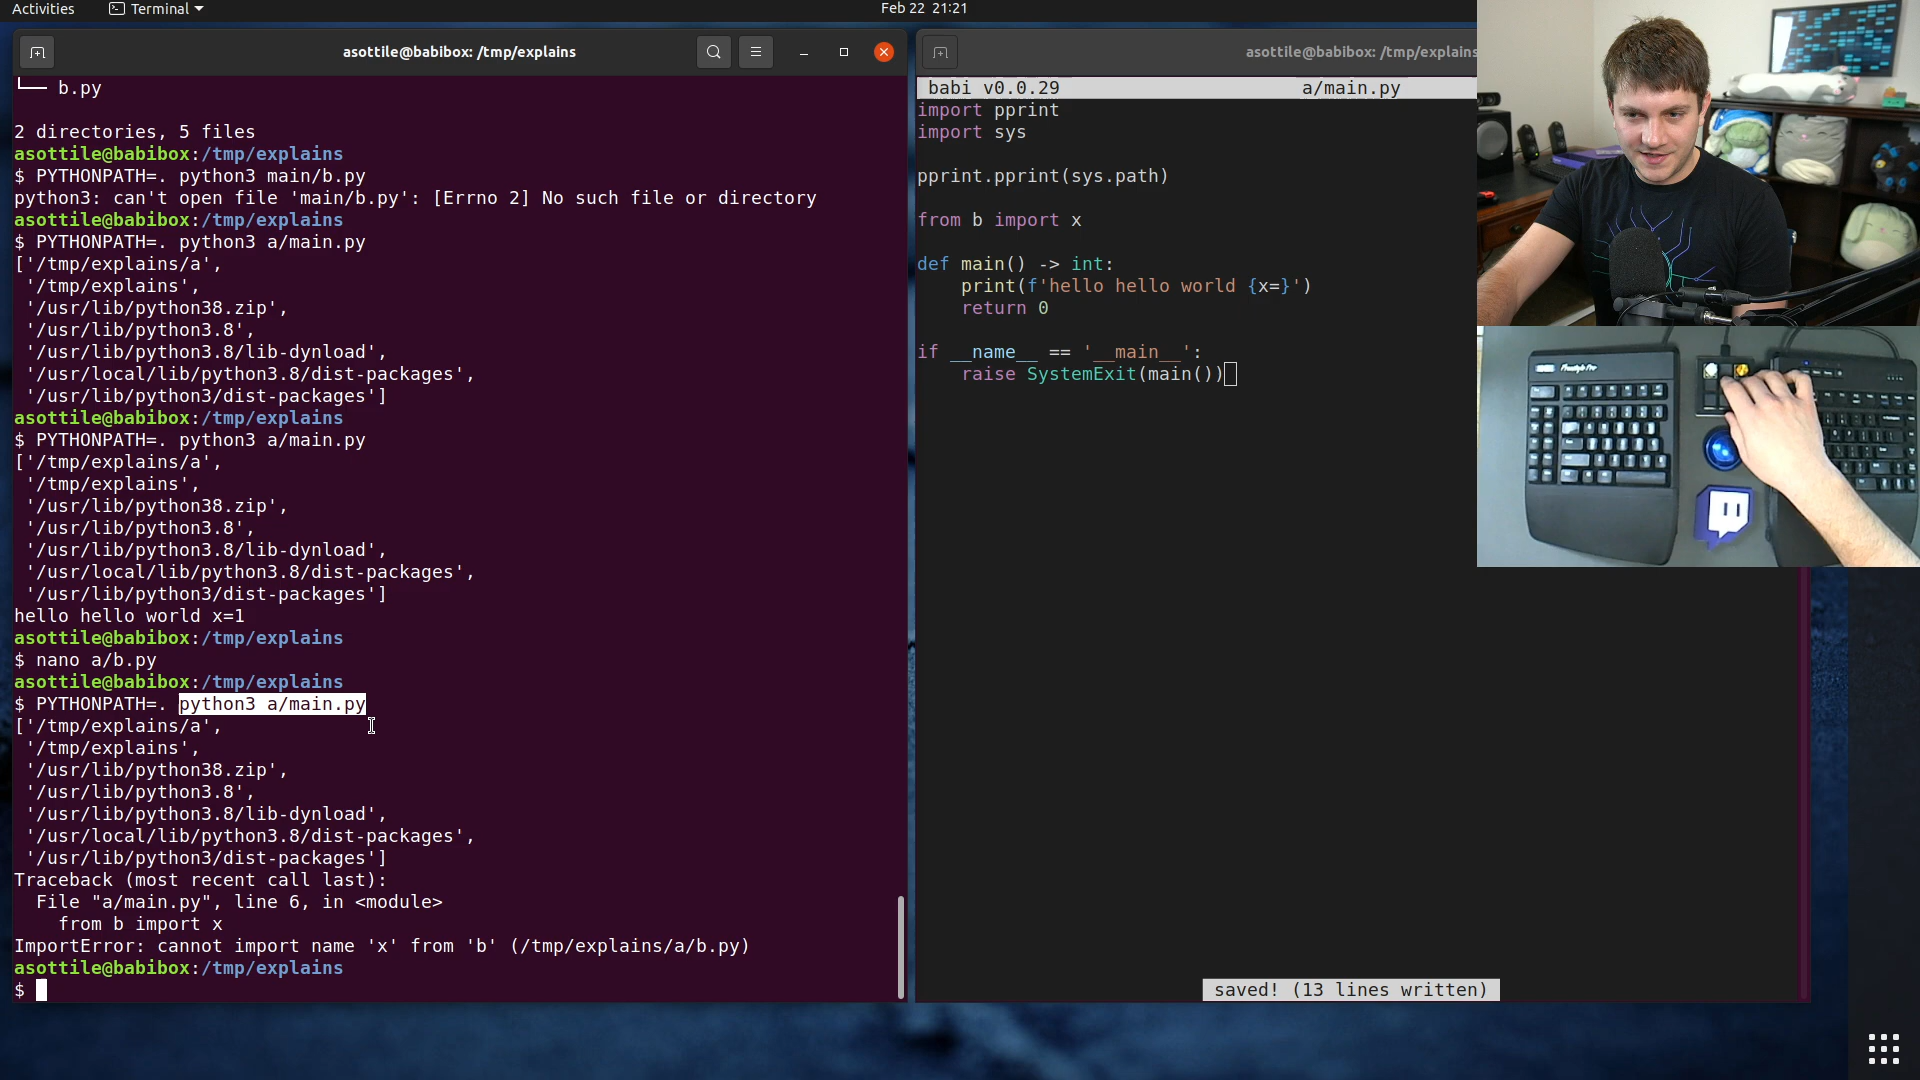 Activities
Terminal
Feb 22 21:21
asottile@babibox: /tmp/explains
└── b.py
2 directories, 5 files
asottile@babibox:/tmp/explains
$ PYTHONPATH=. python3 main/b.py
python3: can't open file 'main/b.py': [Errno 2] No such file or directory
asottile@babibox:/tmp/explains
$ PYTHONPATH=. python3 a/main.py
['/tmp/explains/a',
 '/tmp/explains',
 '/usr/lib/python38.zip',
 '/usr/lib/python3.8',
 '/usr/lib/python3.8/lib-dynload',
 '/usr/local/lib/python3.8/dist-packages',
 '/usr/lib/python3/dist-packages']
asottile@babibox:/tmp/explains
$ PYTHONPATH=. python3 a/main.py
['/tmp/explains/a',
 '/tmp/explains',
 '/usr/lib/python38.zip',
 '/usr/lib/python3.8',
 '/usr/lib/python3.8/lib-dynload',
 '/usr/local/lib/python3.8/dist-packages',
 '/usr/lib/python3/dist-packages']
hello hello world x=1
asottile@babibox:/tmp/explains
$ nano a/b.py
asottile@babibox:/tmp/explains
$ PYTHONPATH=. python3 a/main.py
['/tmp/explains/a',
 '/tmp/explains',
 '/usr/lib/python38.zip',
 '/usr/lib/python3.8',
 '/usr/lib/python3.8/lib-dynload',
 '/usr/local/lib/python3.8/dist-packages',
 '/usr/lib/python3/dist-packages']
Traceback (most recent call last):
  File "a/main.py", line 6, in <module>
    from b import x
ImportError: cannot import name 'x' from 'b' (/tmp/explains/a/b.py)
asottile@babibox:/tmp/explains
$
asottile@babibox: /tmp/explains
babi v0.0.29 a/main.py
import pprint
import sys
pprint.pprint(sys.path)
from b import x
def main() -> int:
    print(f'hello hello world {x=}')
    return 0
if __name__ == '__main__':
    raise SystemExit(main())
saved! (13 lines written)